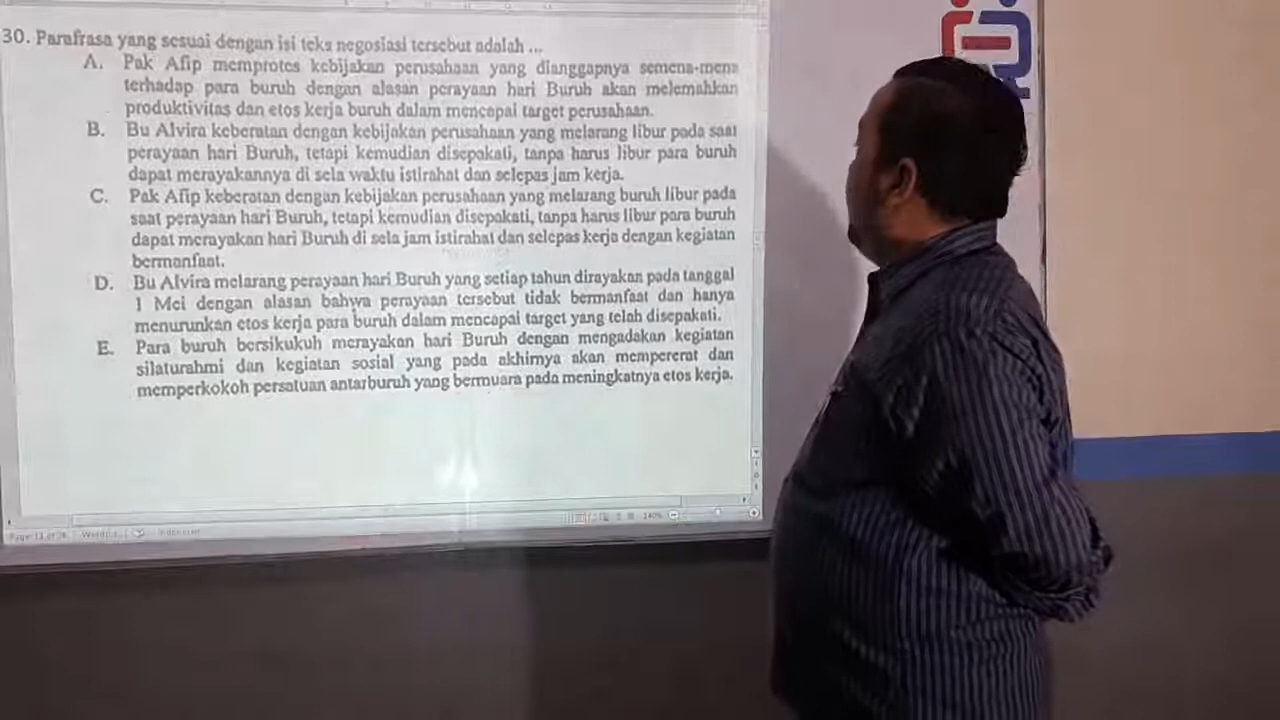 30. Parafrasa yang sesuai dengan isi teks negosiasi tersebut adalah ...
A. Pak Afip memprotes kebijakan perusahaan yang dianggapnya semena-mena
terhadap para buruh dengan alasan perayaan hari Buruh akan melemahkan
produktivitas dan etos kerja buruh dalam mencapai target perusahaan.
B. Bu Alvira keberatan dengan kebijakan perusahaan yang melarang libur pada saat
perayaan hari Buruh, tetapi kemudian disepakati, tanpa harus libur para buruh
dapat merayakannya di sela waktu istirahat dan selepas jam kerja.
C. Pak Afip keberatan dengan kebijakan perusahaan yang melarang buruh libur pada
saat perayaan hari Buruh, tetapi kemudian disepakati, tanpa harus libur para buruh
dapat merayakan hari Buruh di sela jam istirahat dan selepas kerja dengan kegiatan
bermanfaat.
D. Bu Alvira melarang perayaan hari Buruh yang setiap tahun dirayakan pada tanggal
1 Mei dengan alasan bahwa perayaan tersebut tidak bermanfaat dan hanya
menurunkan etos kerja para buruh dalam mencapai target yang telah disepakati.
E. Para buruh bersikukuh merayakan hari Buruh dengan mengadakan kegiatan
silaturahmi dan kegiatan sosial yang pada akhirnya akan mempererat dan
memperkokoh persatuan antarburuh yang bermuara pada meningkatnya etos kerja.
140%